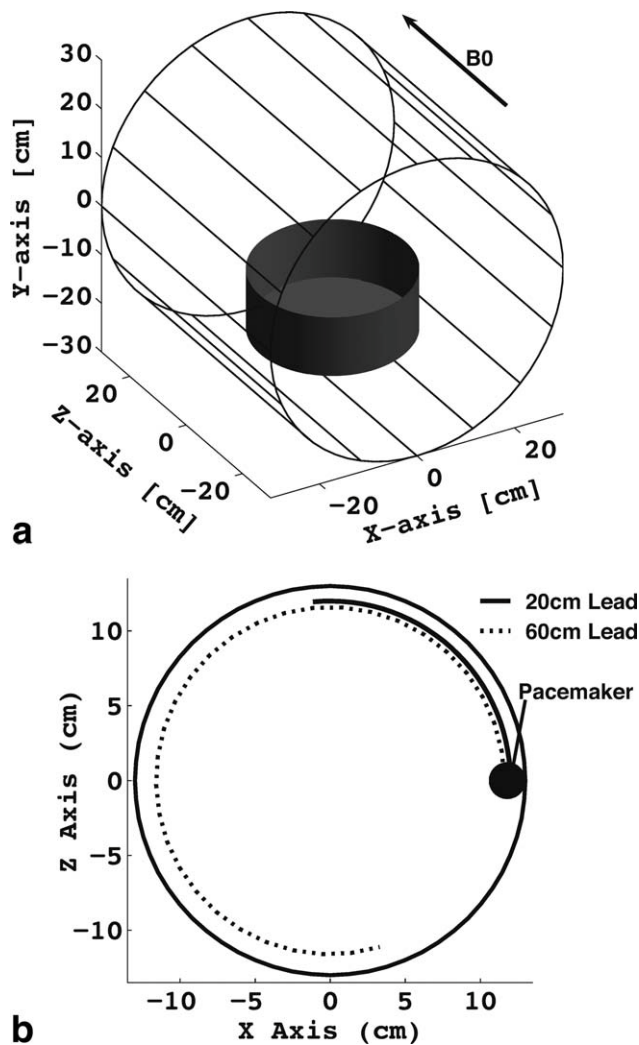 B0
30
20
10
0
-10
-20
-30
Y-axis [cm]
20
0
-20
Z-axis [cm]
-20
0
20
X-axis [cm]
a
20cm Lead
60cm Lead
Pacemaker
10
5
0
-5
-10
Z Axis (cm)
-10 -5 0 5 10
X Axis (cm)
b